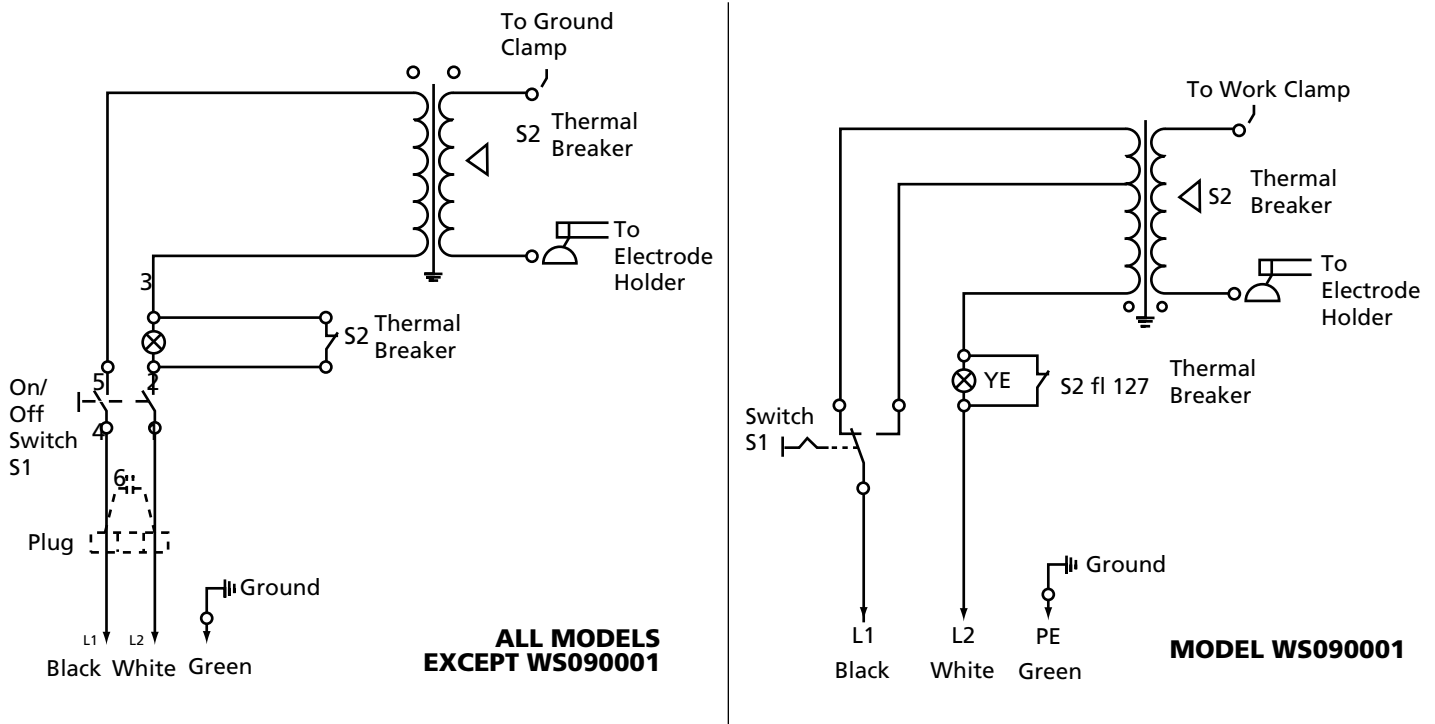 To Ground
Clamp
S2 Thermal
Breaker
To
Electrode
Holder
3
S2 Thermal
Breaker
On/
Off
Switch
S1
5 2
4 1
6
Plug
Ground
L1 L2
Black White Green
ALL MODELS
EXCEPT WS090001
To Work Clamp
S2 Thermal
Breaker
To
Electrode
Holder
YE
S2 fl 127 Thermal
Breaker
Switch
S1
Ground
L1 L2 PE
Black White Green
MODEL WS090001